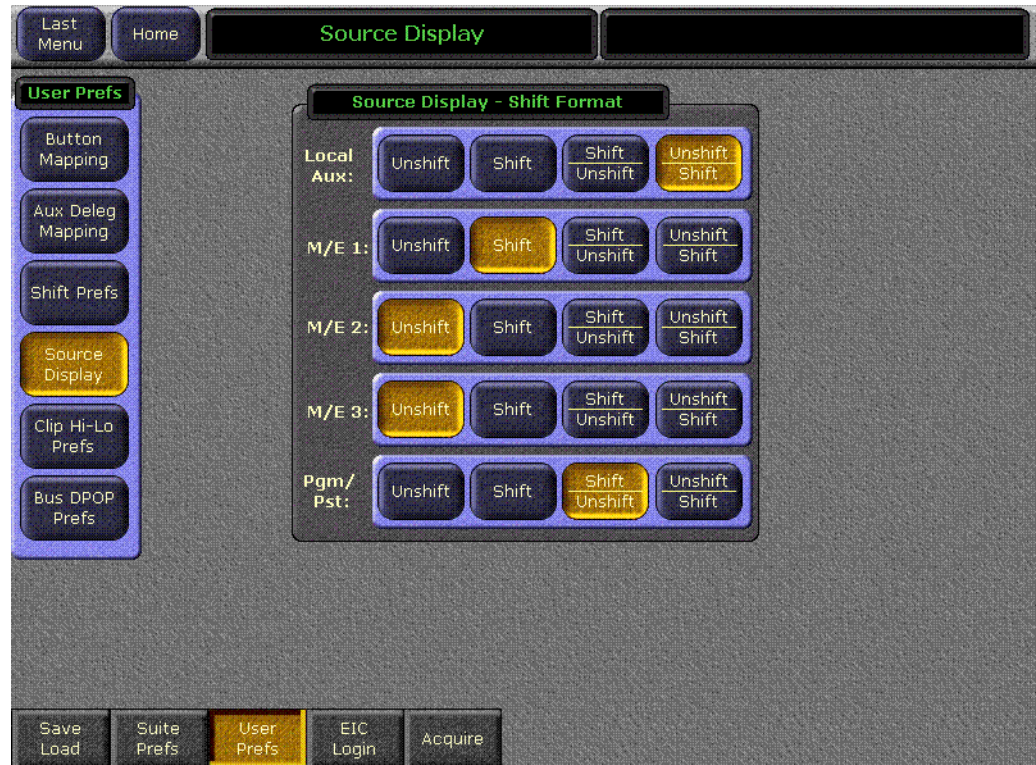 Last
Menu
Home
Source Display
User Prefs
Button
Mapping
Aux Deleg
Mapping
Shift Prefs
Source
Display
Clip Hi-Lo
Prefs
Bus DPOP
Prefs
Source Display - Shift Format
Local
Aux:
Unshift
Shift
Shift
Unshift
Unshift
Shift
M/E 1:
Unshift
Shift
Shift
Unshift
Unshift
Shift
M/E 2:
Unshift
Shift
Shift
Unshift
Unshift
Shift
M/E 3:
Unshift
Shift
Shift
Unshift
Unshift
Shift
Pgm/
Pst:
Unshift
Shift
Shift
Unshift
Unshift
Shift
Save
Load
Suite
Prefs
User
Prefs
EIC
Login
Acquire